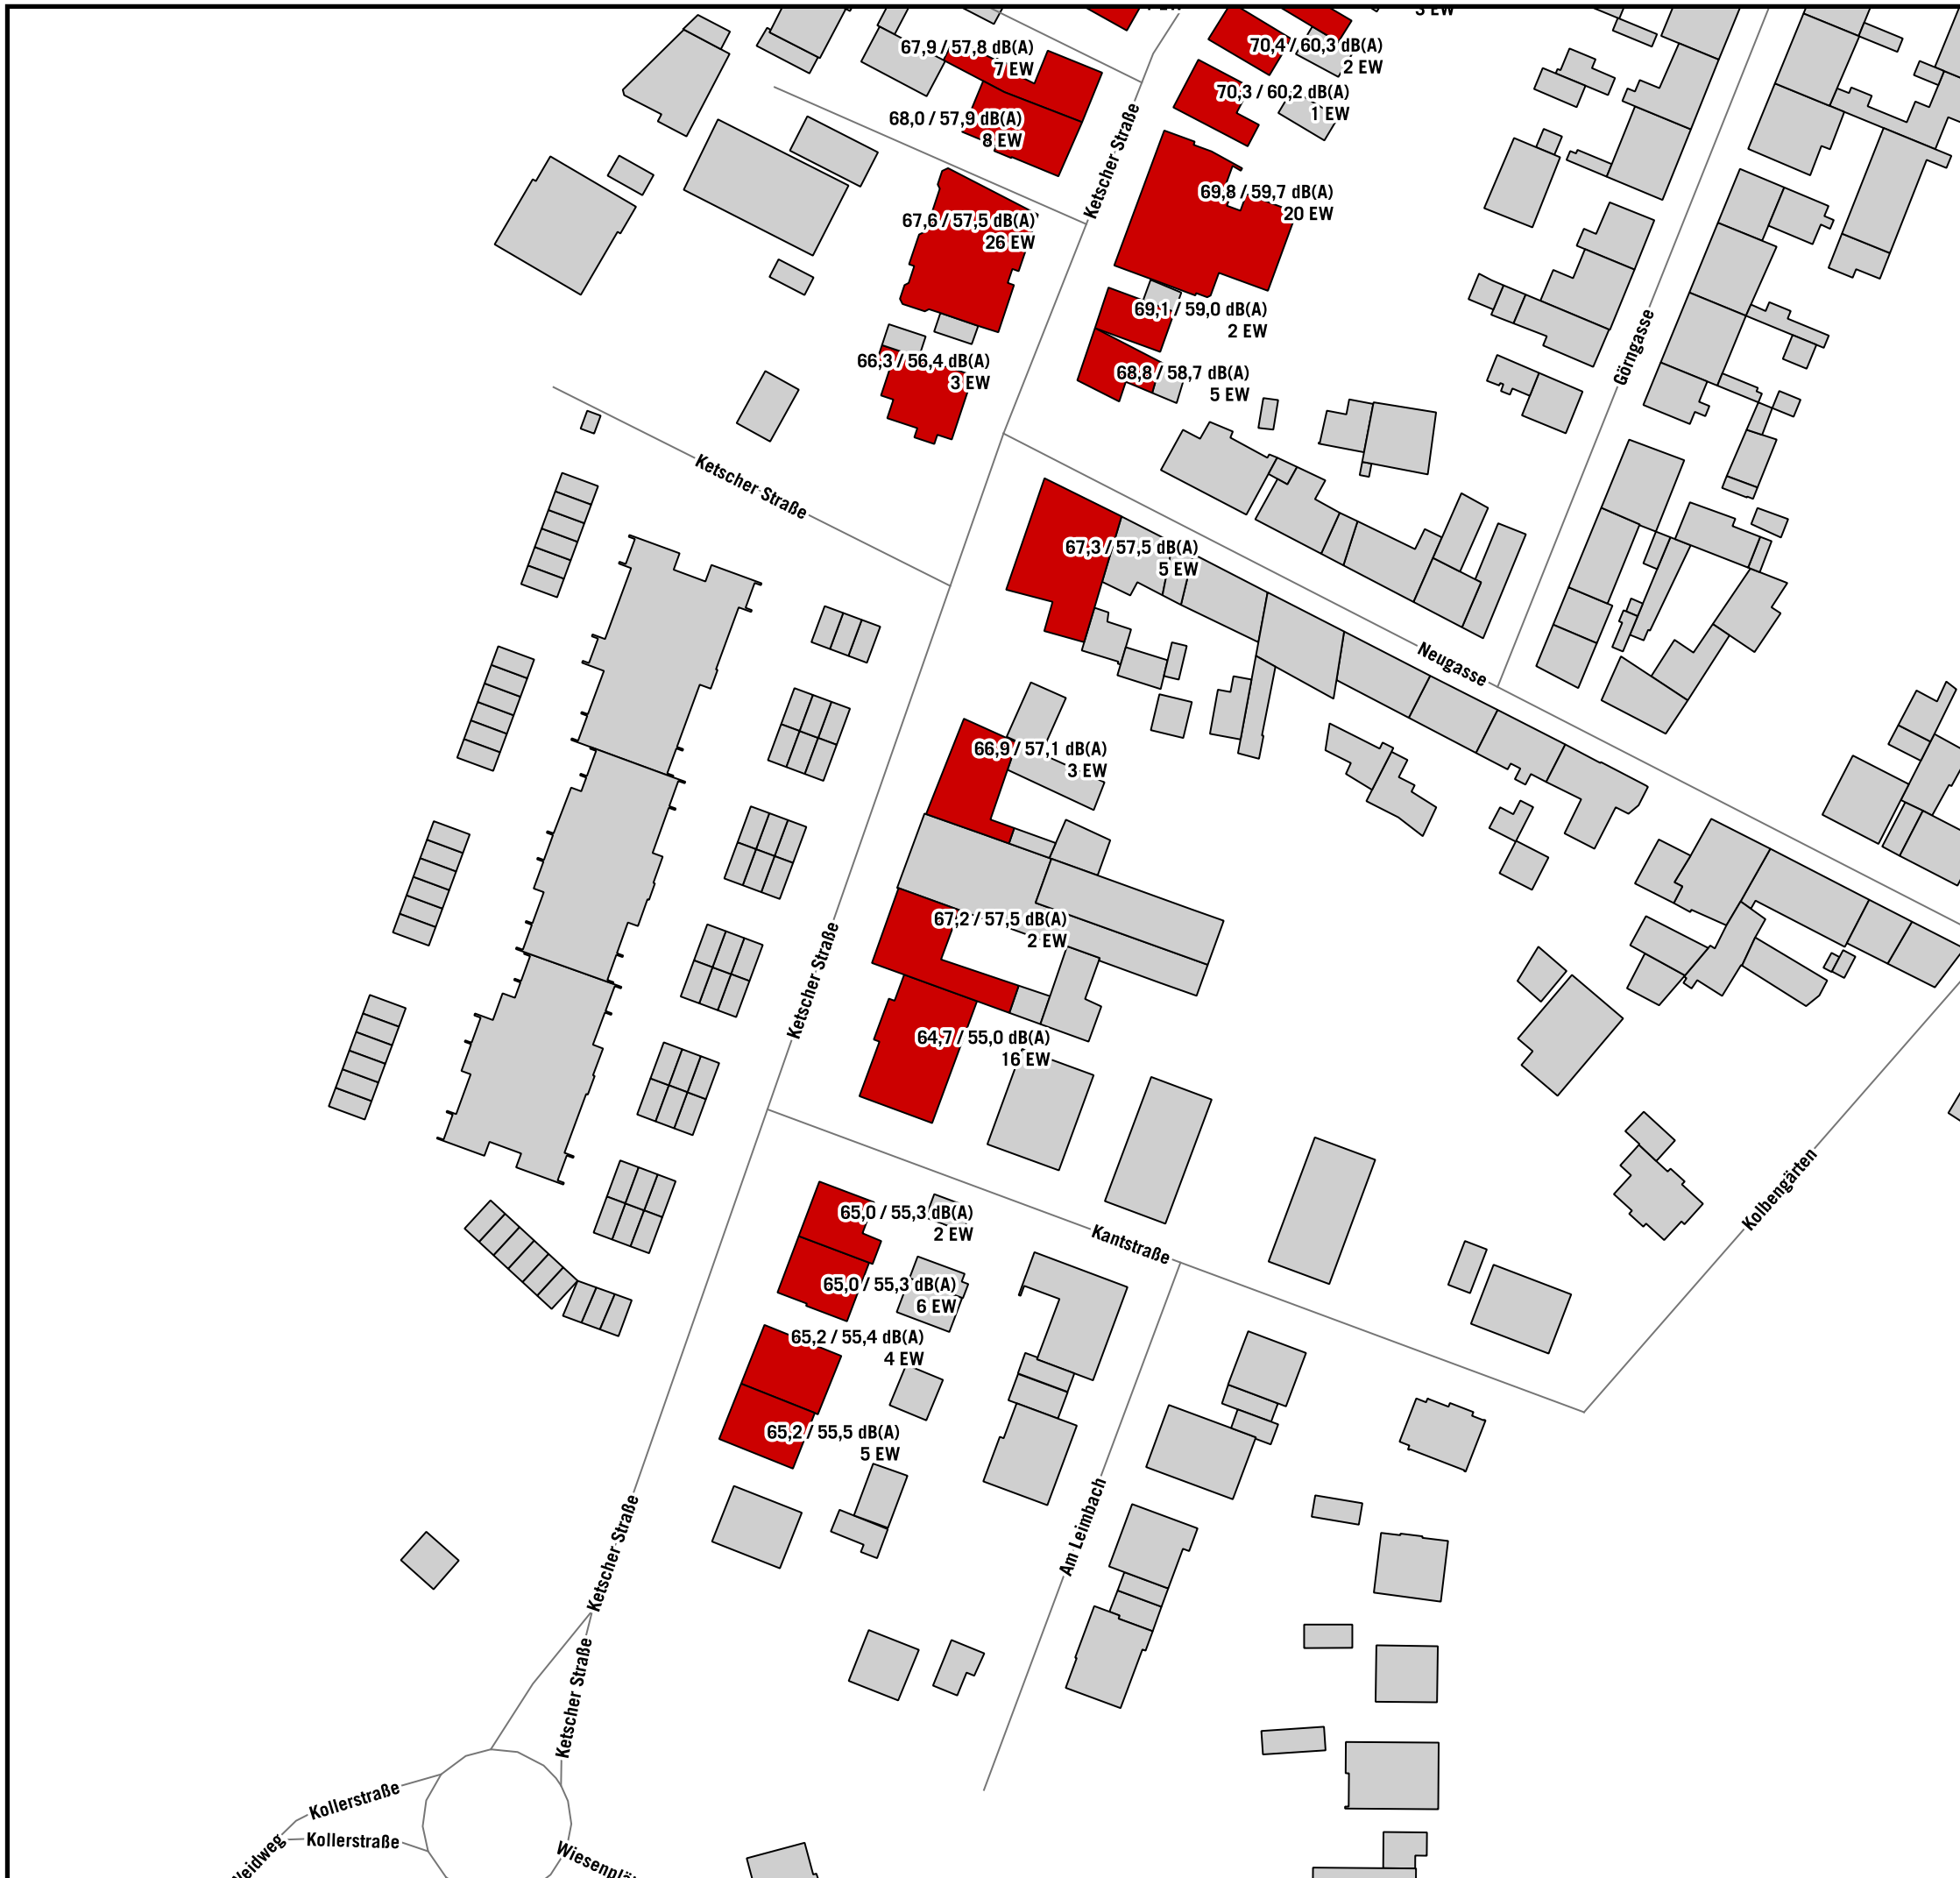 3 EW
67,9 / 57,8 dB(A)
7 EW
70,4 / 60,3 dB(A)
2 EW
70,3 / 60,2 dB(A)
1 EW
68,0 / 57,9 dB(A)
8 EW
Ketscher Straße
69,8 / 59,7 dB(A)
20 EW
67,6 / 57,5 dB(A)
26 EW
69,1 / 59,0 dB(A)
2 EW
Görngasse
66,3 / 56,4 dB(A)
3 EW
68,8 / 58,7 dB(A)
5 EW
Ketscher Straße
67,3 / 57,5 dB(A)
5 EW
Neugasse
66,9 / 57,1 dB(A)
3 EW
67,2 / 57,5 dB(A)
2 EW
Ketscher Straße
64,7 / 55,0 dB(A)
16 EW
Kolbengärten
65,0 / 55,3 dB(A)
2 EW
Kantstraße
65,0 / 55,3 dB(A)
6 EW
65,2 / 55,4 dB(A)
4 EW
65,2 / 55,5 dB(A)
5 EW
Am Leimbach
Ketscher Straße
Ketscher Straße
Kollerstraße
Kollerstraße